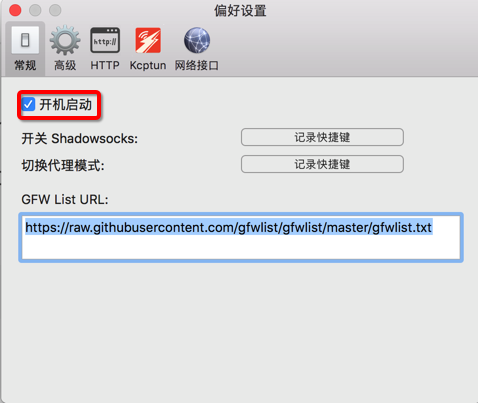 偏好设置
http://
常规 高级 HTTP Kcptun 网络接口
开机启动
开关 Shadowsocks: 记录快捷键
切换代理模式: 记录快捷键
GFW List URL:
https://raw.githubusercontent.com/gfwlist/gfwlist/master/gfwlist.txt